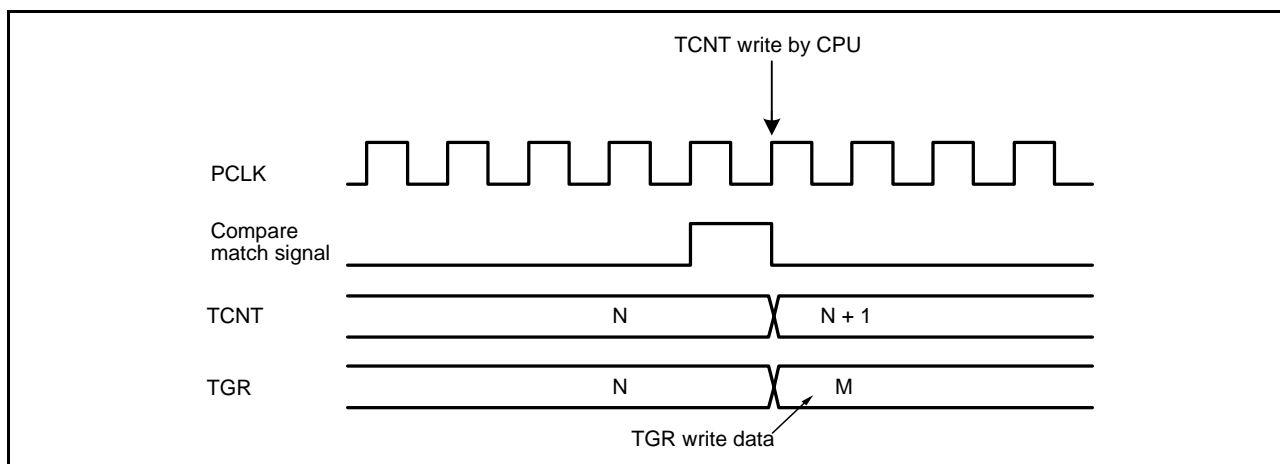 TCNT write by CPU
PCLK
Compare
match signal
TCNT
N
N + 1
TGR
N
M
TGR write data